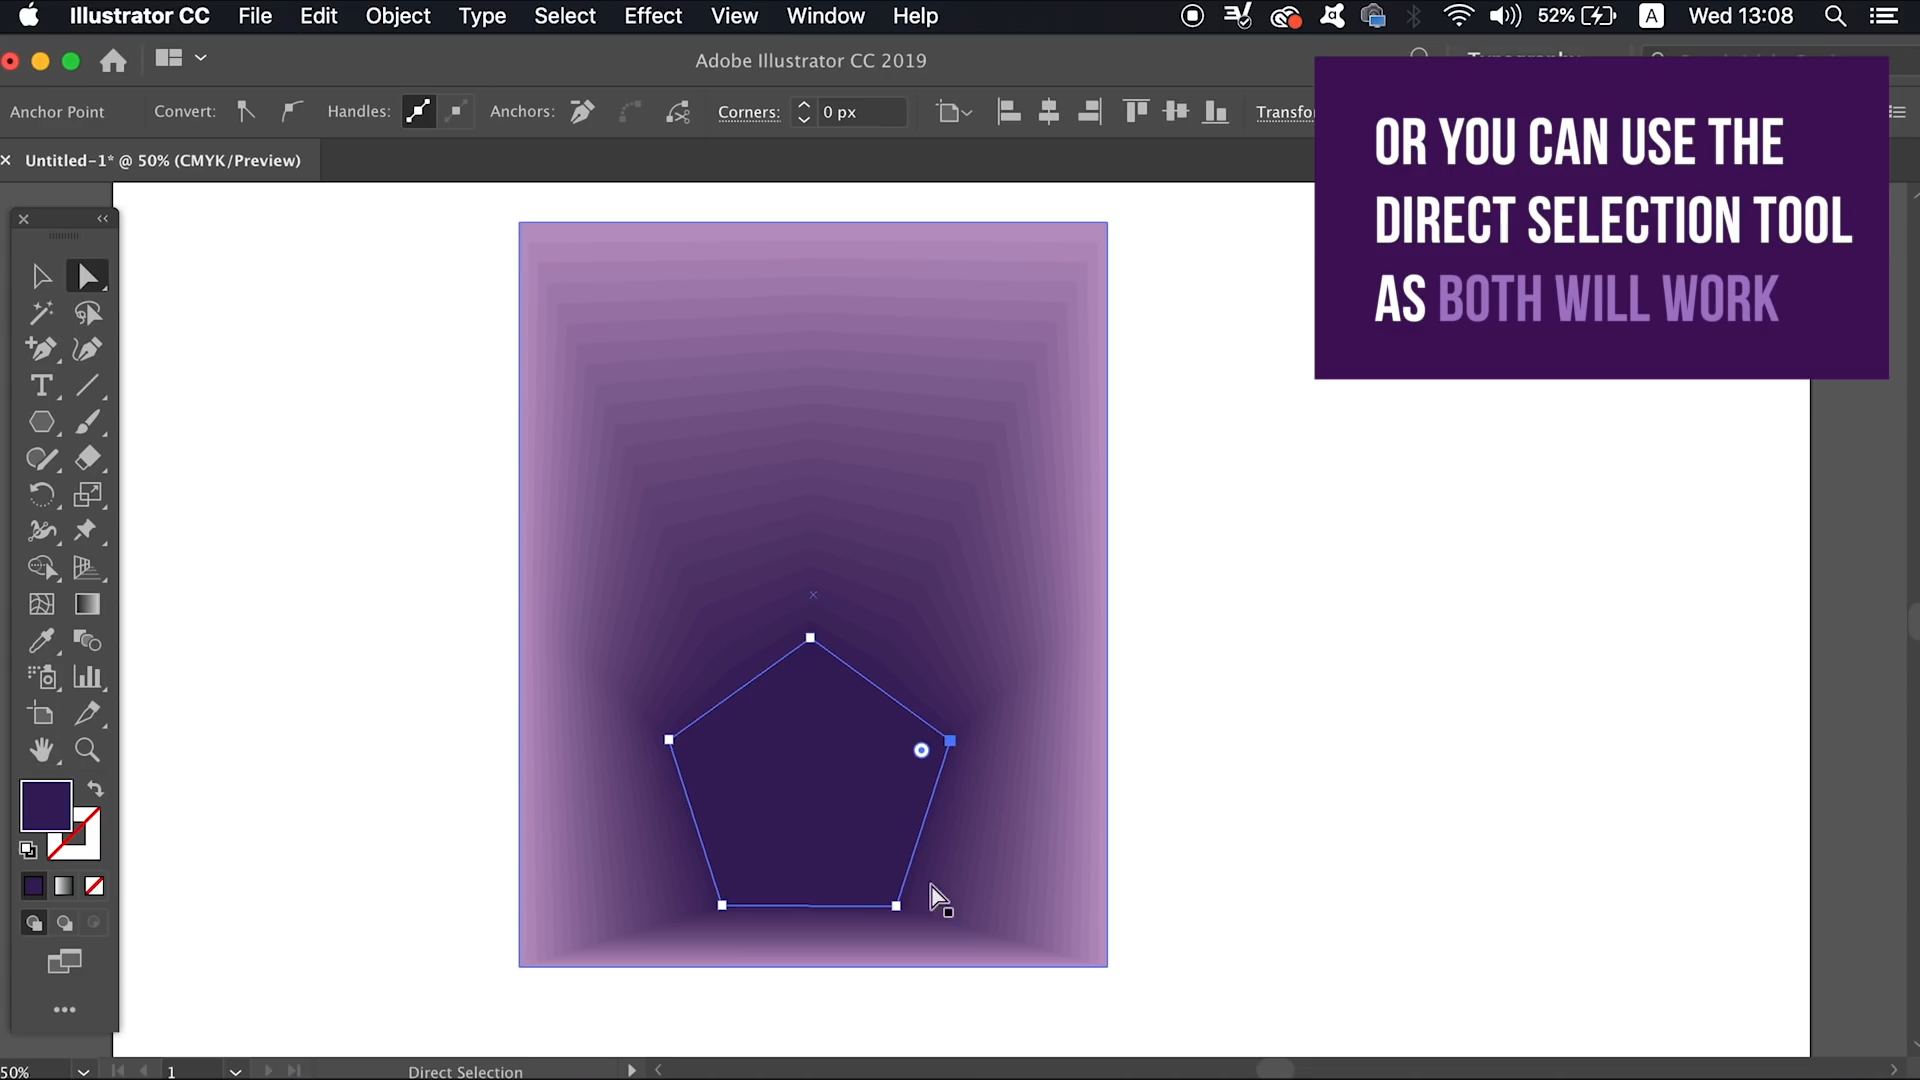 Illustrator CC File Edit Object Type Select Effect View Window Help 52% A Wed 13:08
Adobe Illustrator CC 2019
Anchor Point Convert: Handles: Anchors: Corners: 0 px Transfo
Untitled-1* @ 50% (CMYK/Preview)
OR YOU CAN USE THE
DIRECT SELECTION TOOL
AS BOTH WILL WORK
50% 1 Direct Selection